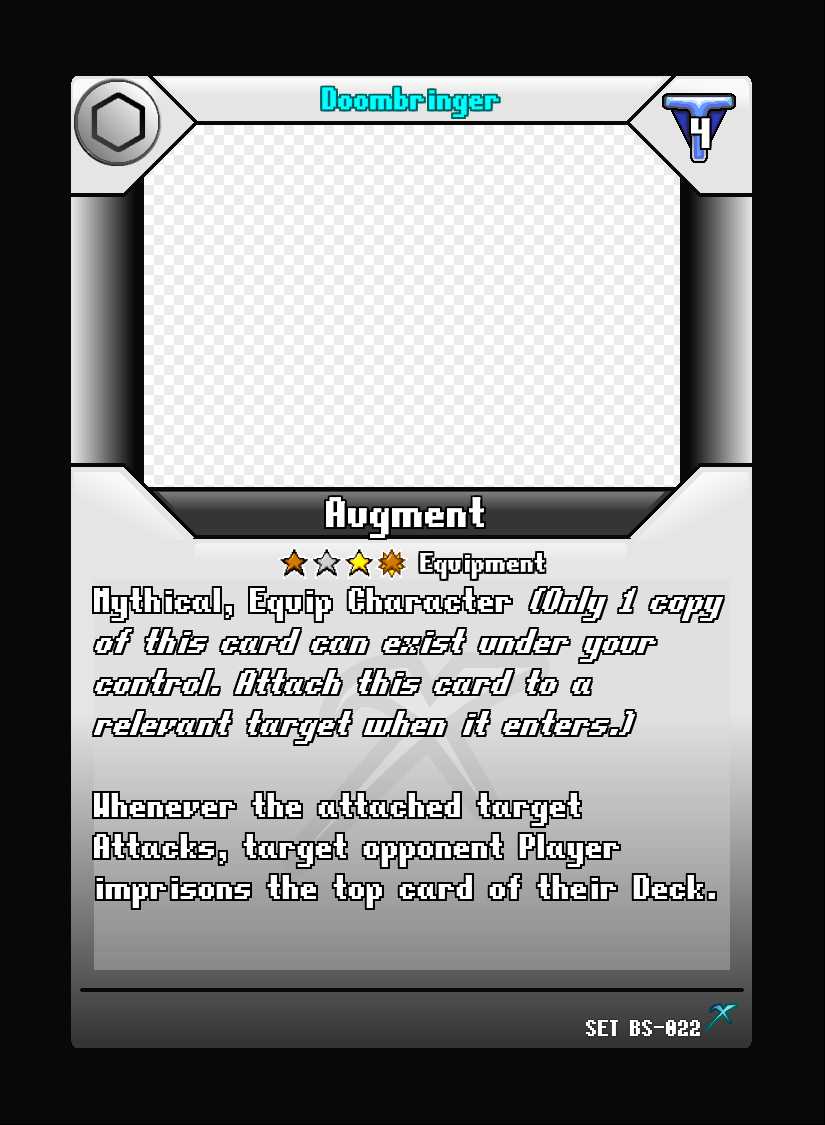 Doombringer
4
Augment
Equipment
Mythical, Equip Character (Only 1 copy
of this card can exist under your
control. Attach this card to a
relevant target when it enters.)
Whenever the attached target
Attacks, target opponent Player
imprisons the top card of their Deck.
SET BS-022